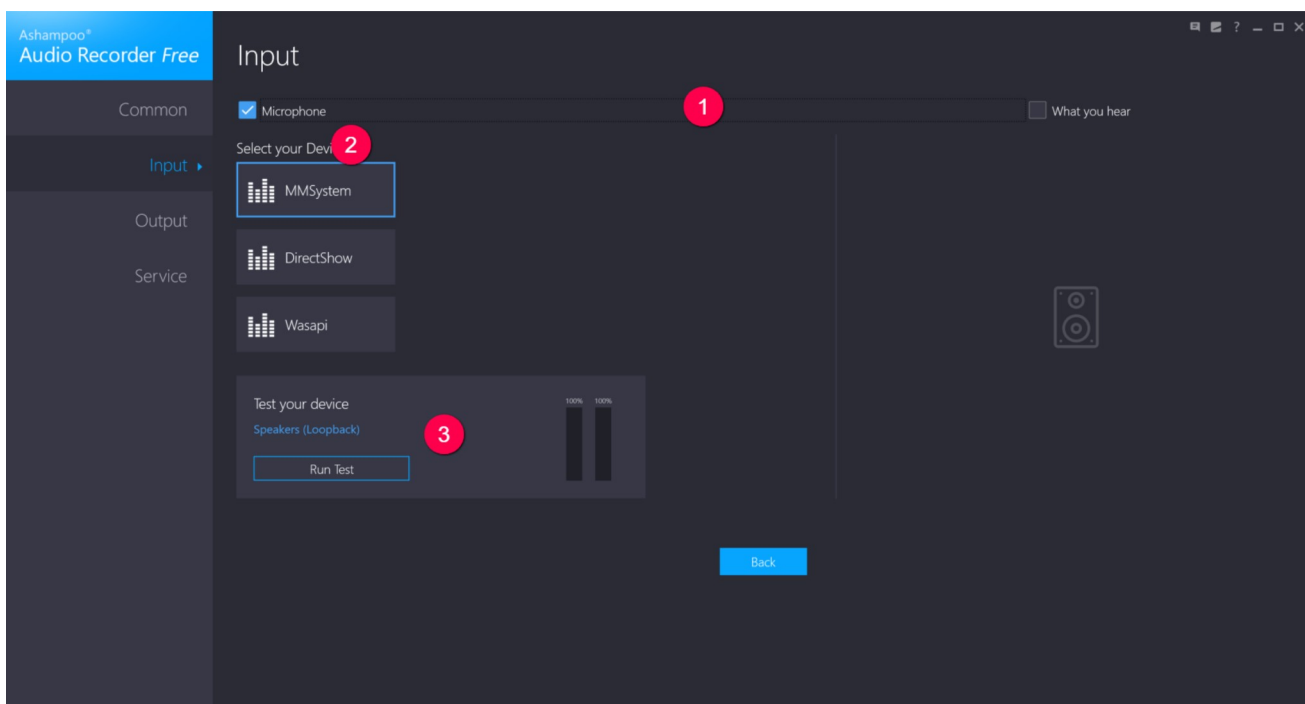 Ashampoo®
Audio Recorder Free
?
Input
Common
Input
Output
Service
Microphone
1
What you hear
Select your Devi
2
MMSystem
DirectShow
Wasapi
Test your device
Speakers (Loopback)
3
100% 100%
Run Test
Back